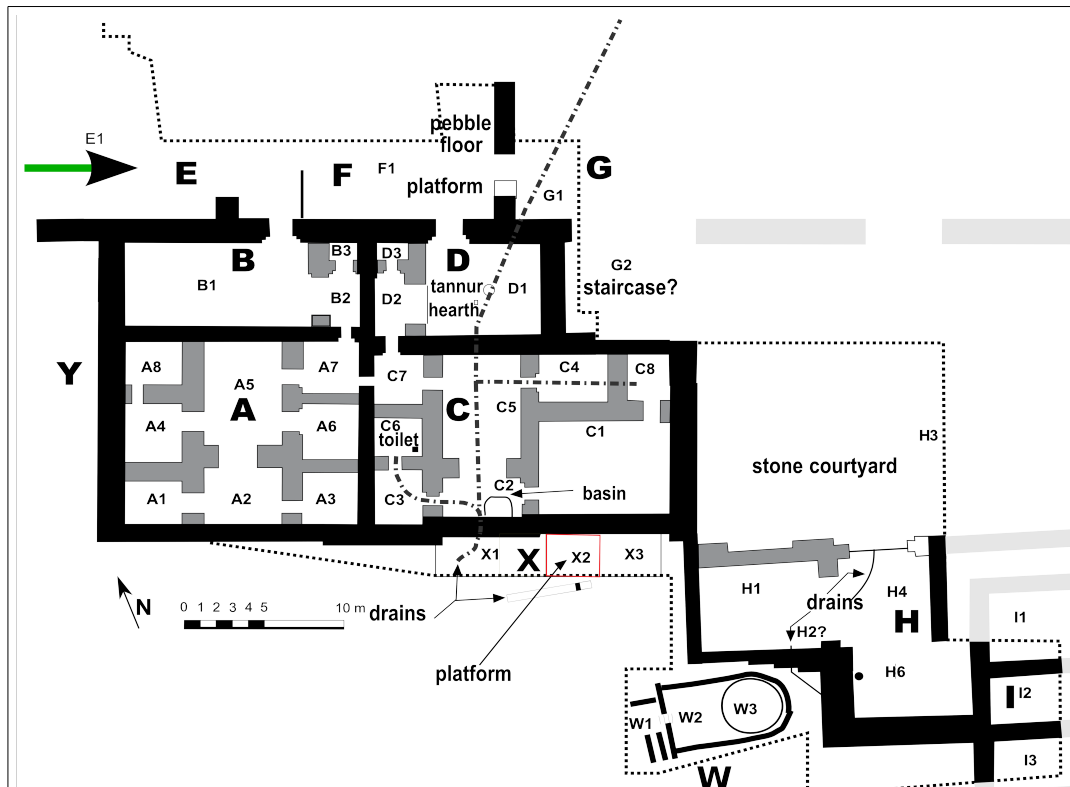 pebble
floor
E1
E
F
F1
G
platform
G1
B
B3
D3
D
G2
staircase?
B1
B2
D2
tannur
hearth
D1
Y
A8
A5
A7
C7
C4
C8
A
C
C5
A4
A6
C6
toilet
C1
H3
stone courtyard
C2
basin
A1
A2
A3
C3
X1
X
X2
X3
N
0 1 2 3 4 5 10 m
drains
H1
drains
H4
H
I1
H2?
platform
H6
I
I2
W1
W2
W3
I3
W